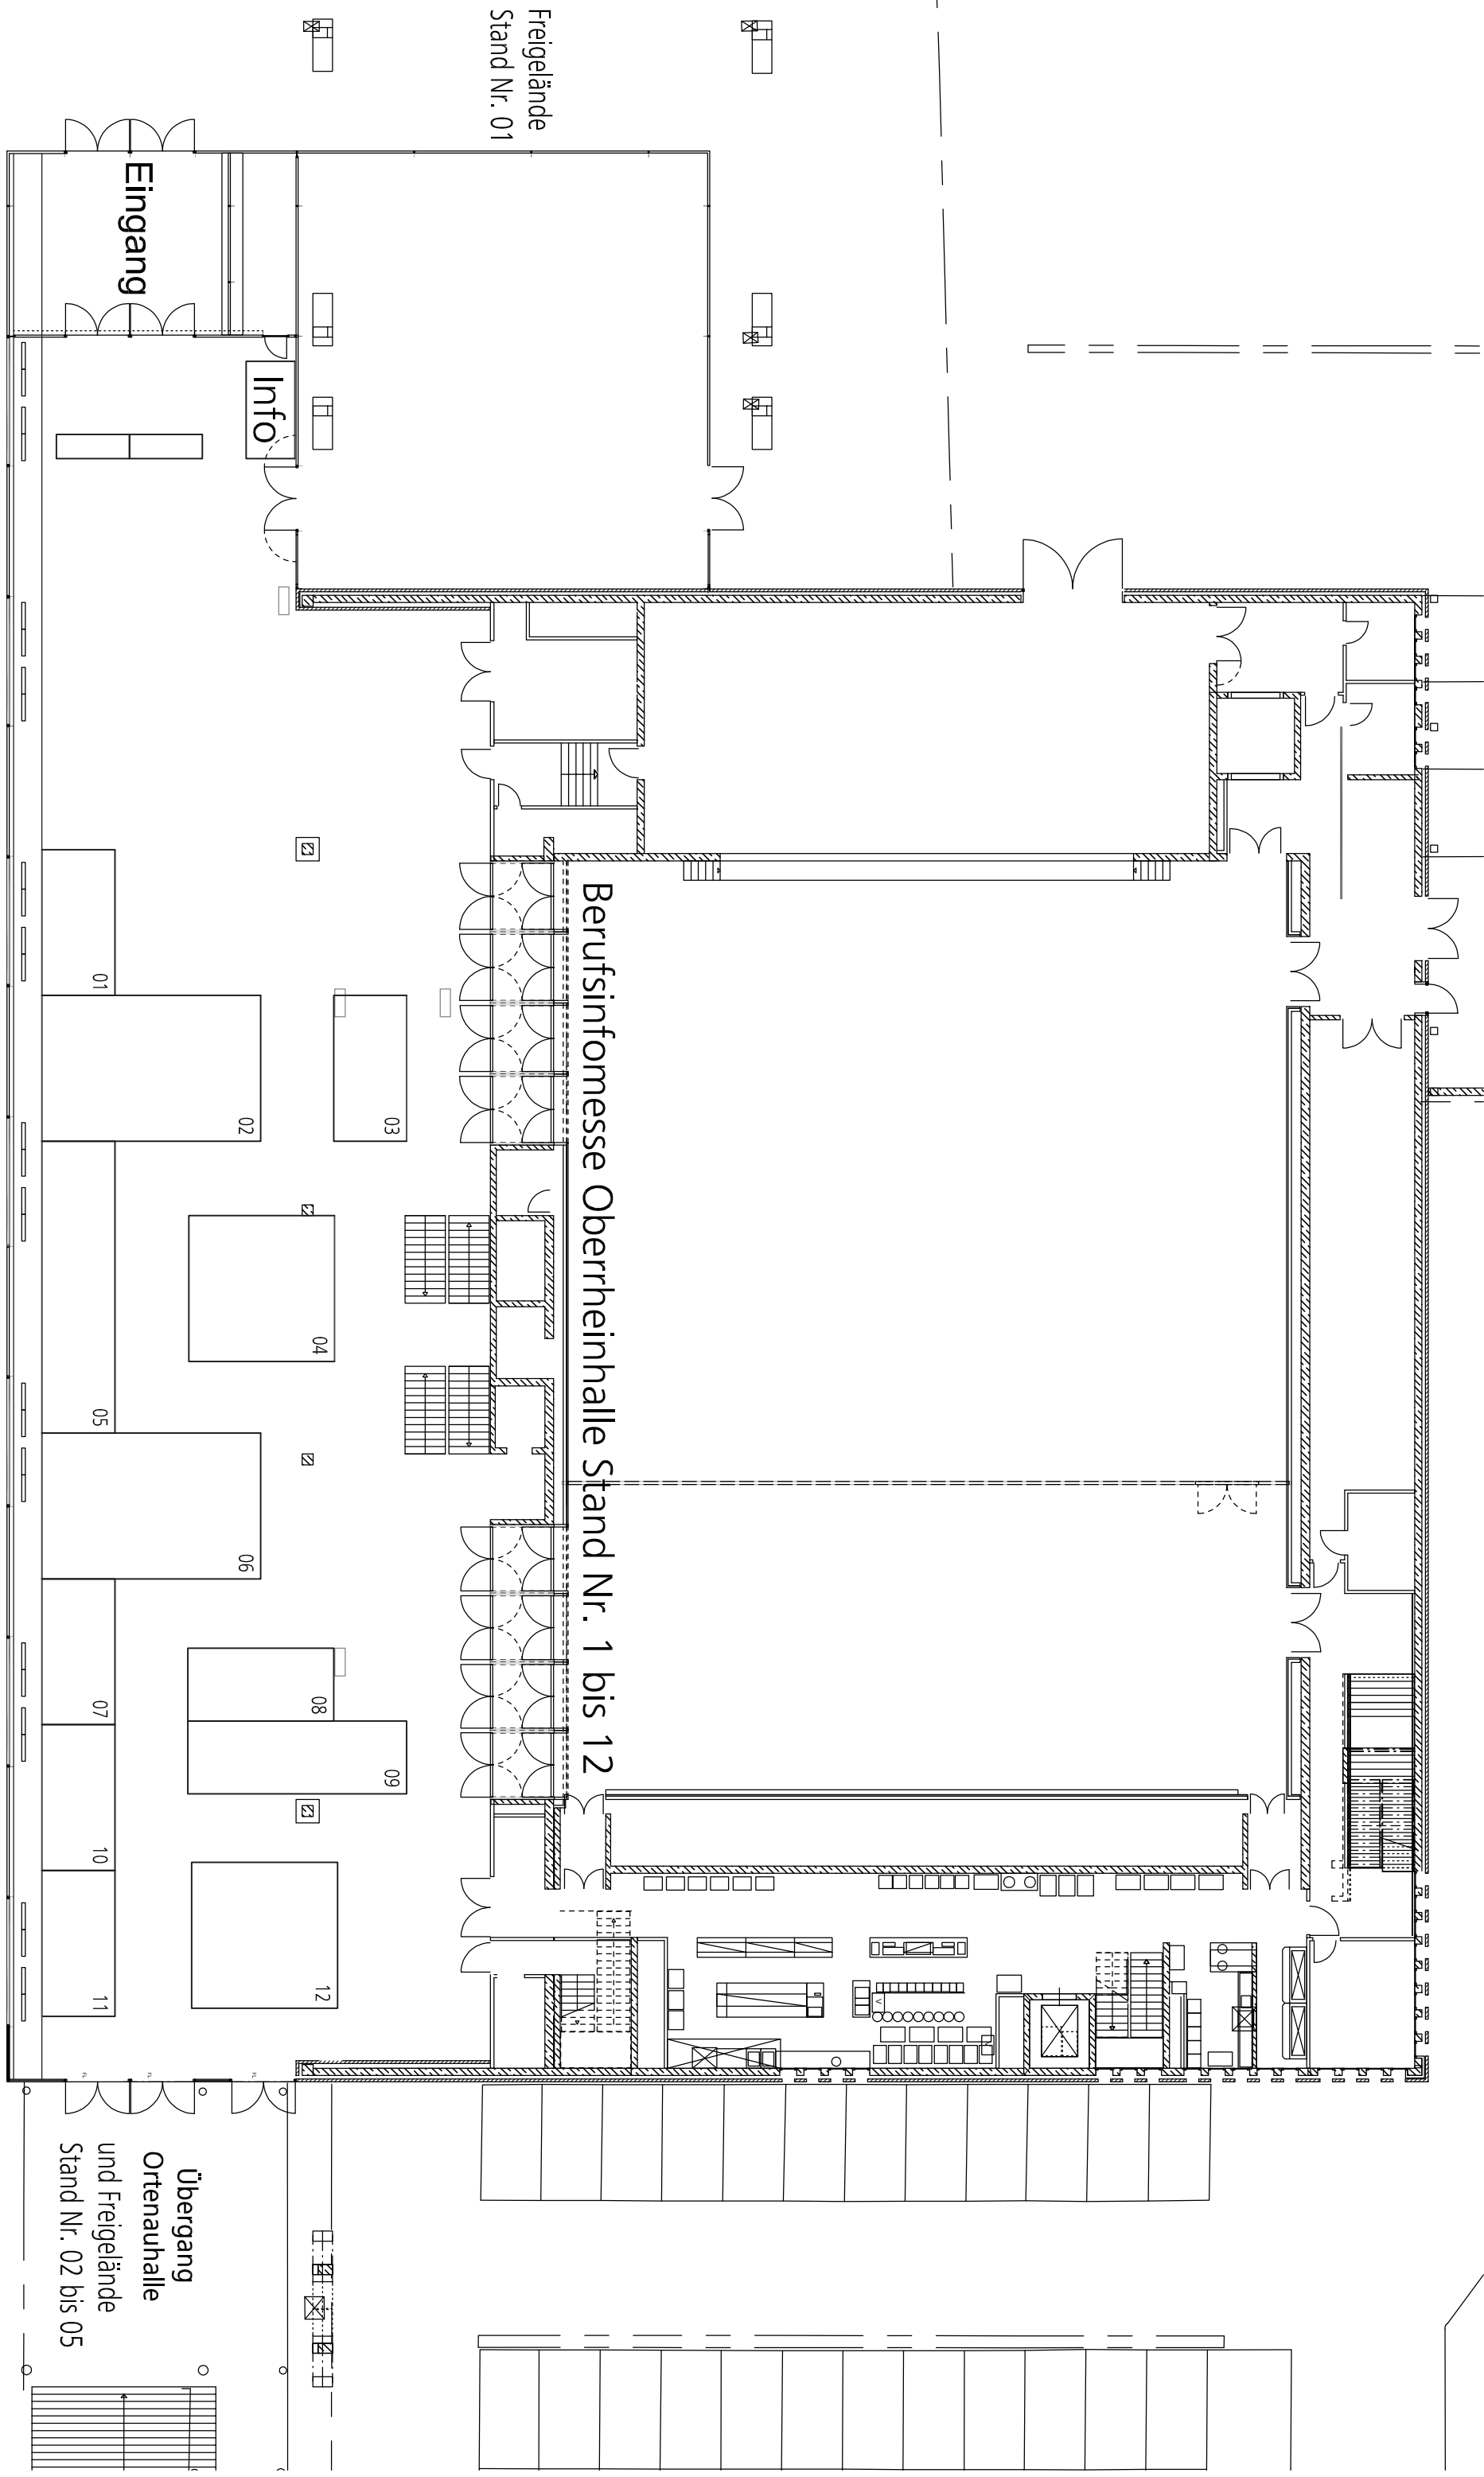 Freigelände
Stand Nr. 01
Eingang
Info
Berufsinfomesse Oberrheinhalle Stand Nr. 1 bis 12
01
02
03
04
05
06
07
08
09
10
11
12
Übergang
Ortenauhalle
und Freigelände
Stand Nr. 02 bis 05